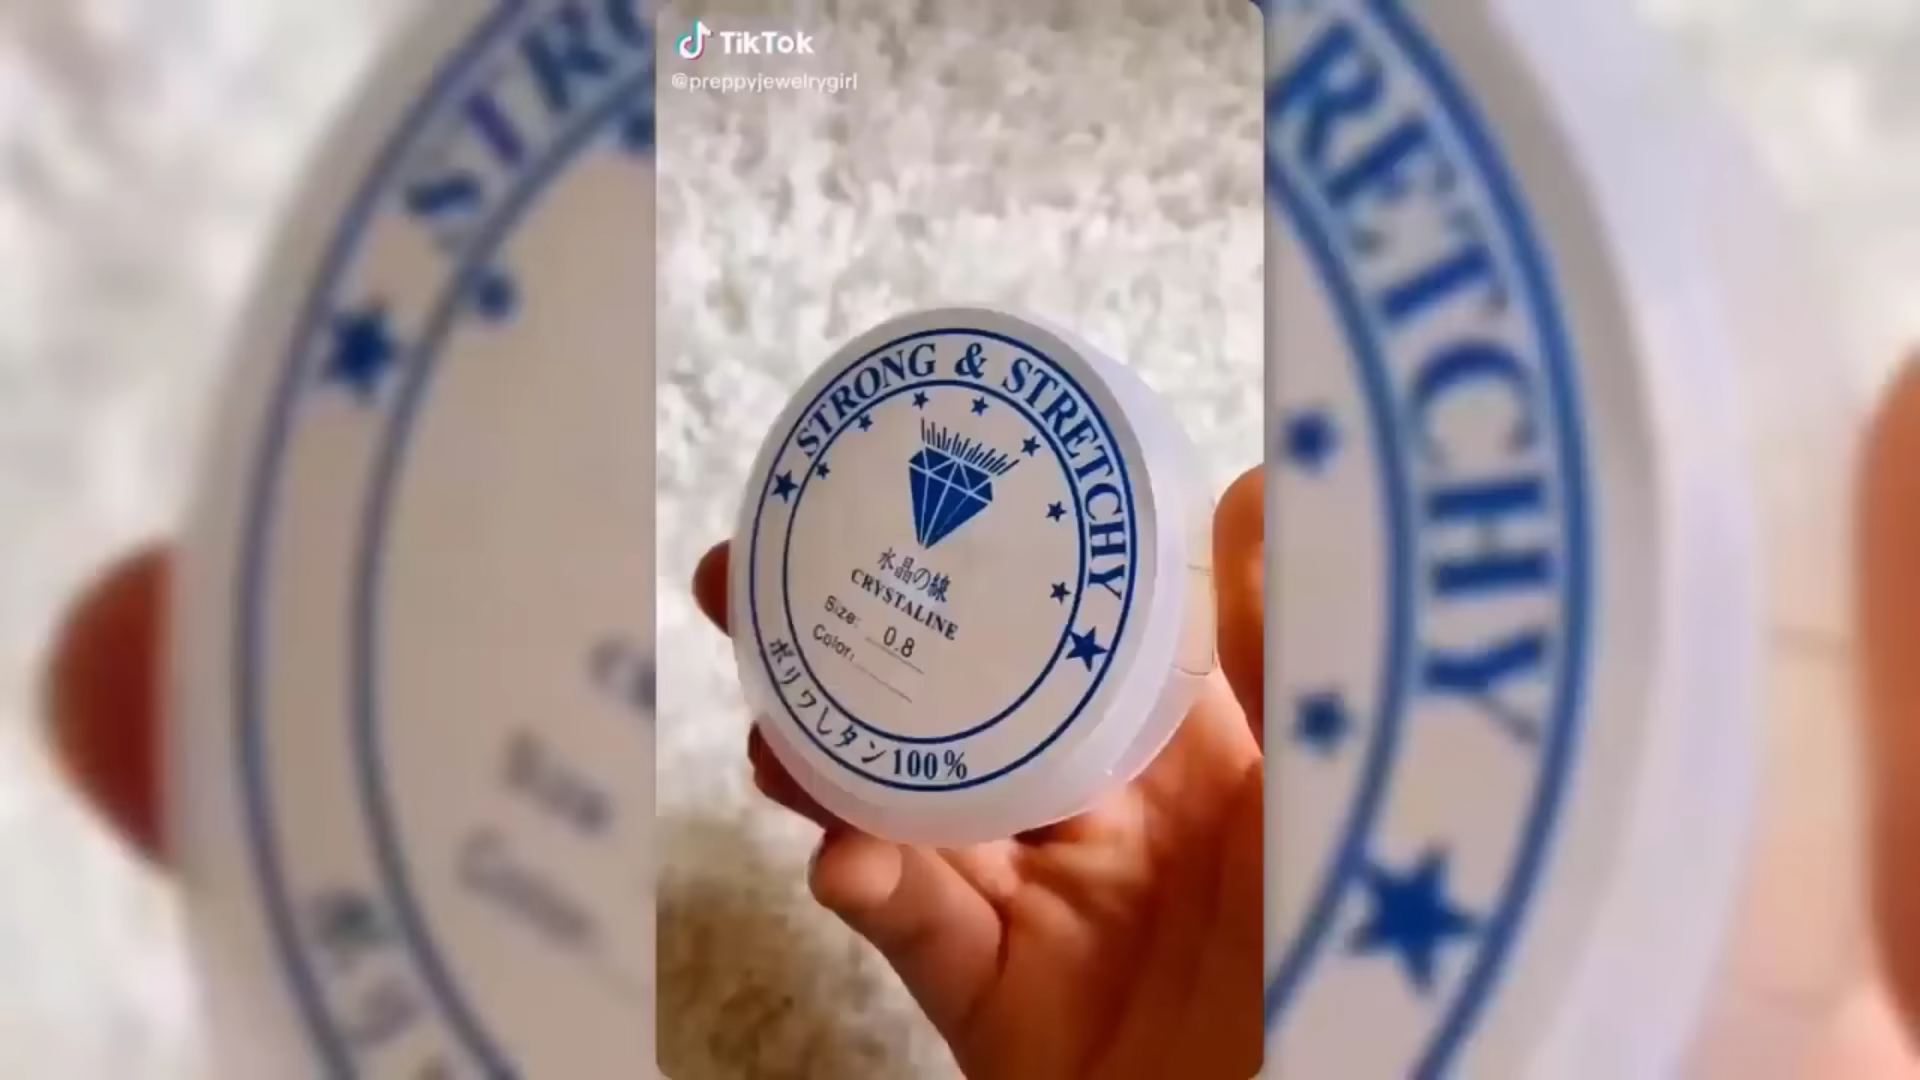 TikTok
@preppyjewelrygirl
STRONG & STRETCHY
水晶の線
CRYSTALINE
Size: 0.8
Color:
ポリワレタン100%